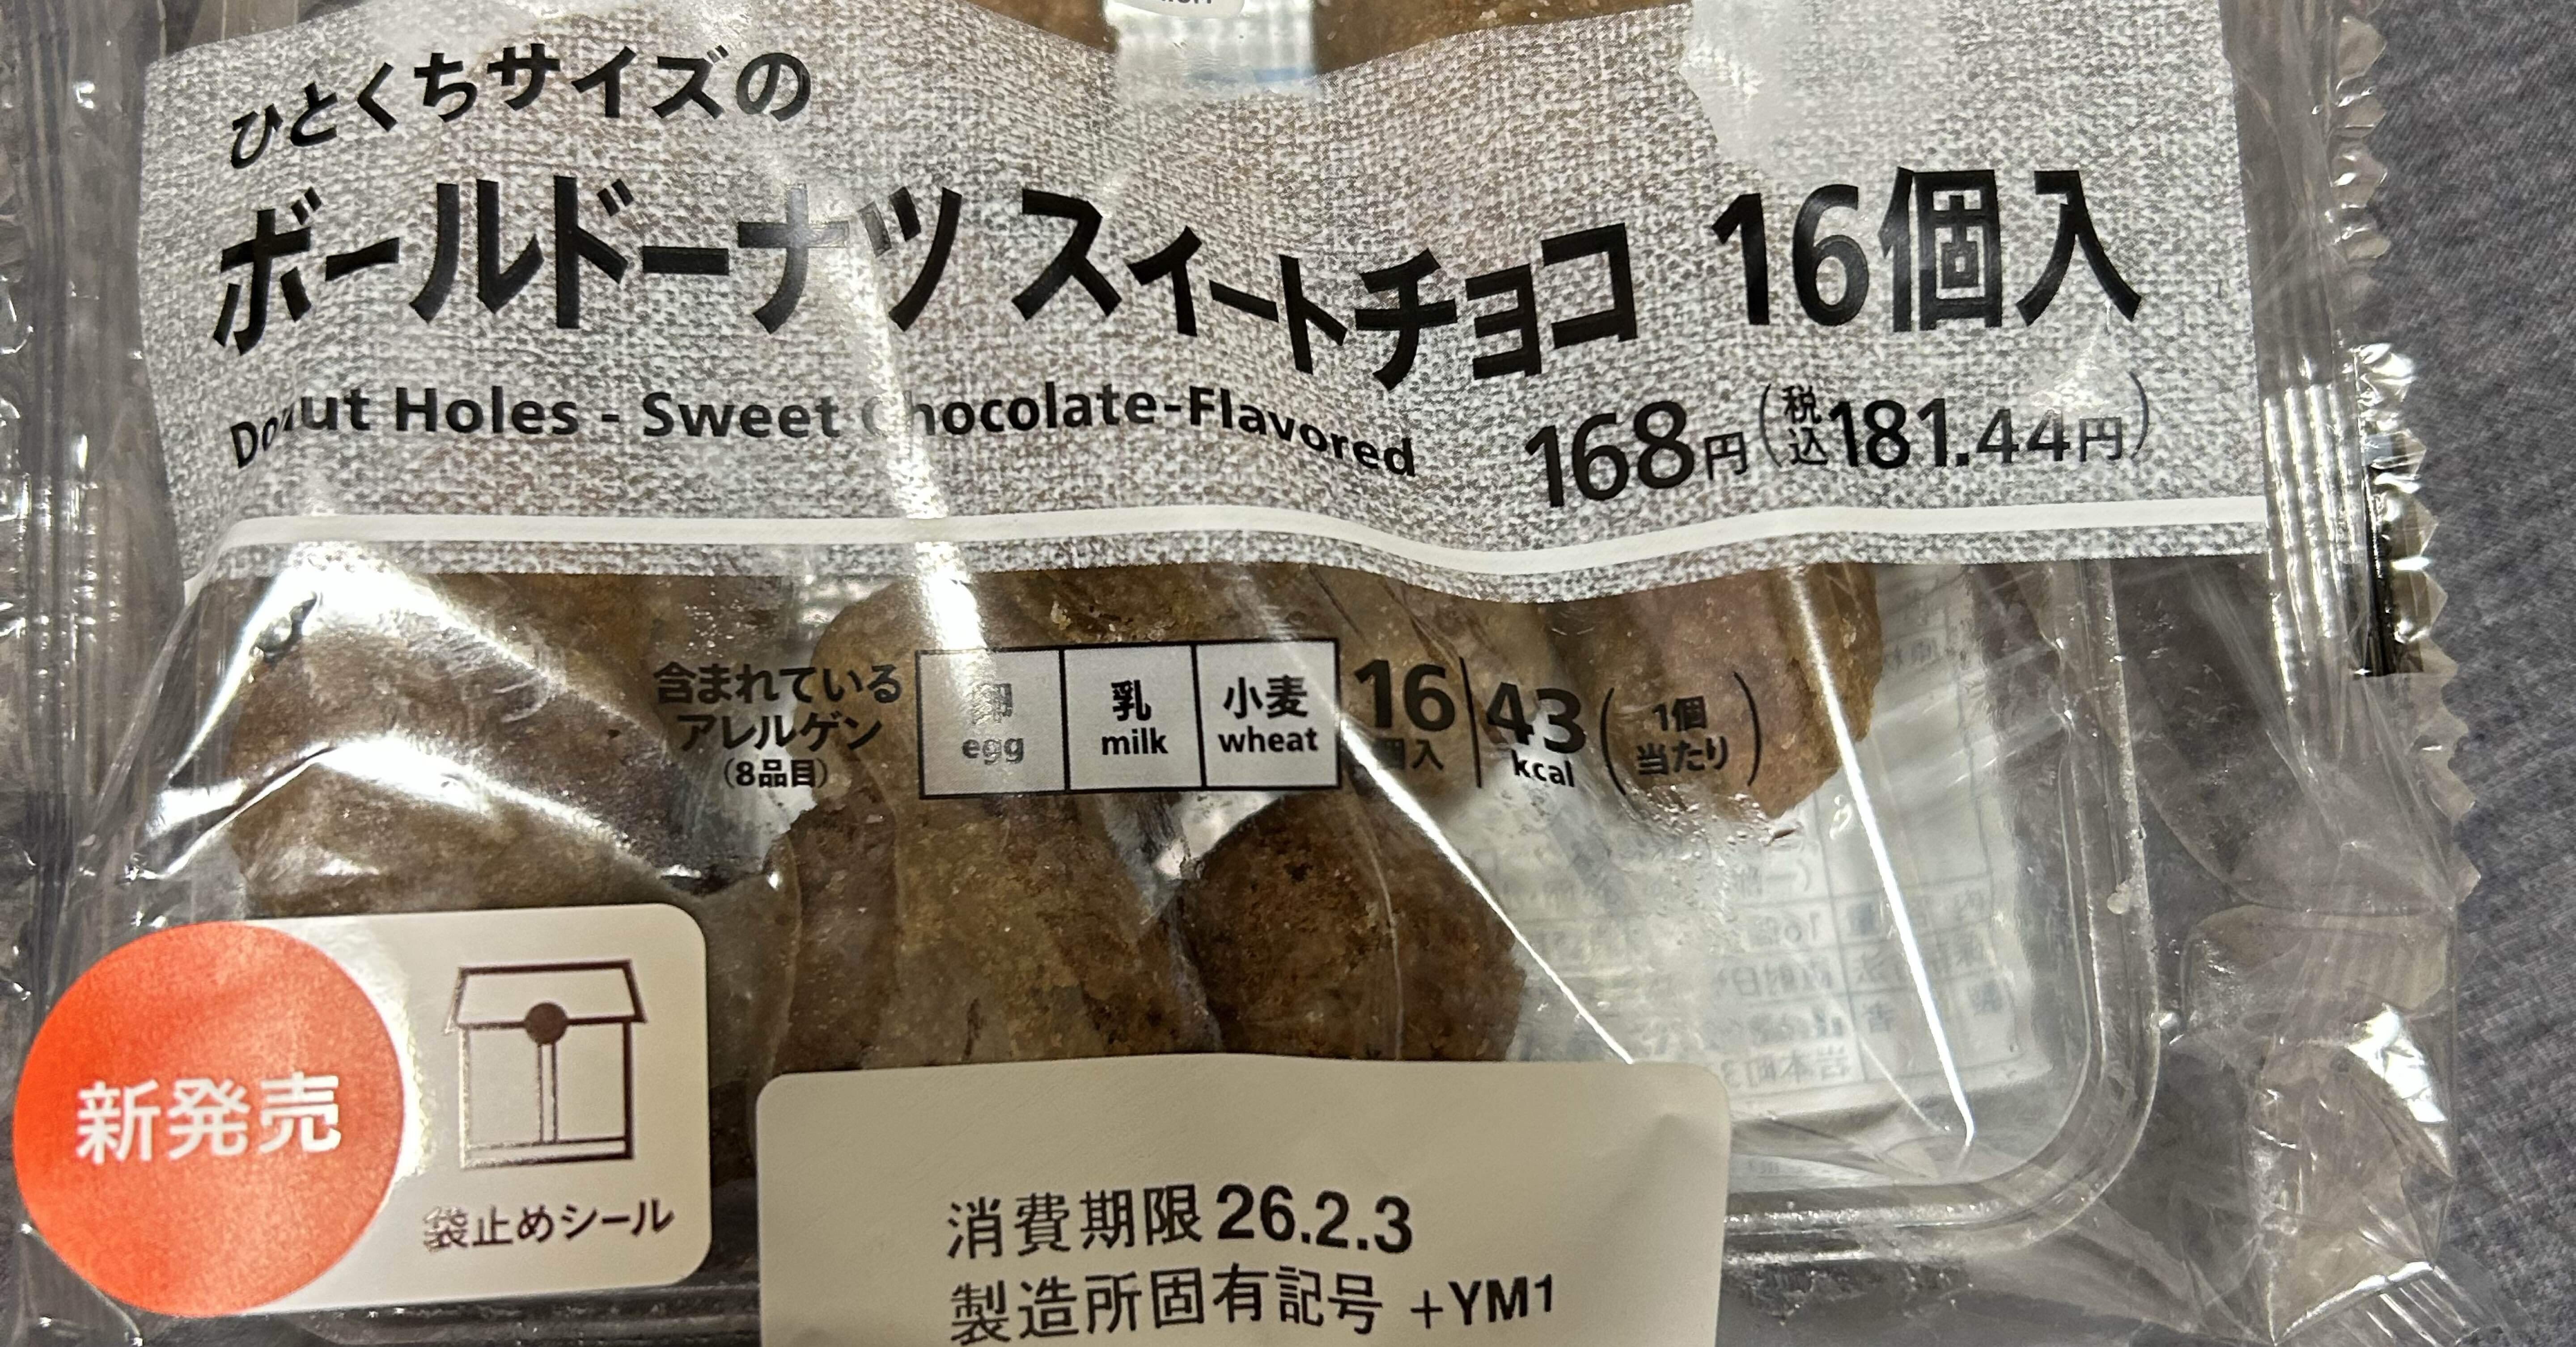 ひとくちサイズの
ボールドーナツ スイートチョコ 16個入
Donut Holes - Sweet Chocolate-Flavored
168円(税込181.44円)
含まれている
アレルゲン
(8品目)
卵
egg
乳
milk
小麦
wheat
16
個入
43
kcal
(1個
当たり)
新発売
袋止めシール
消費期限 26.2.3
製造所固有記号 +YM1